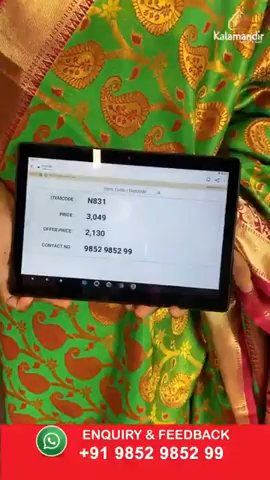 Kalamandir
ITEMCODE: N831
PRICE: 3,049
OFFER-PRICE: 2,130
CONTACT NO: 9852 9852 99
ENQUIRY & FEEDBACK
+91 9852 9852 99